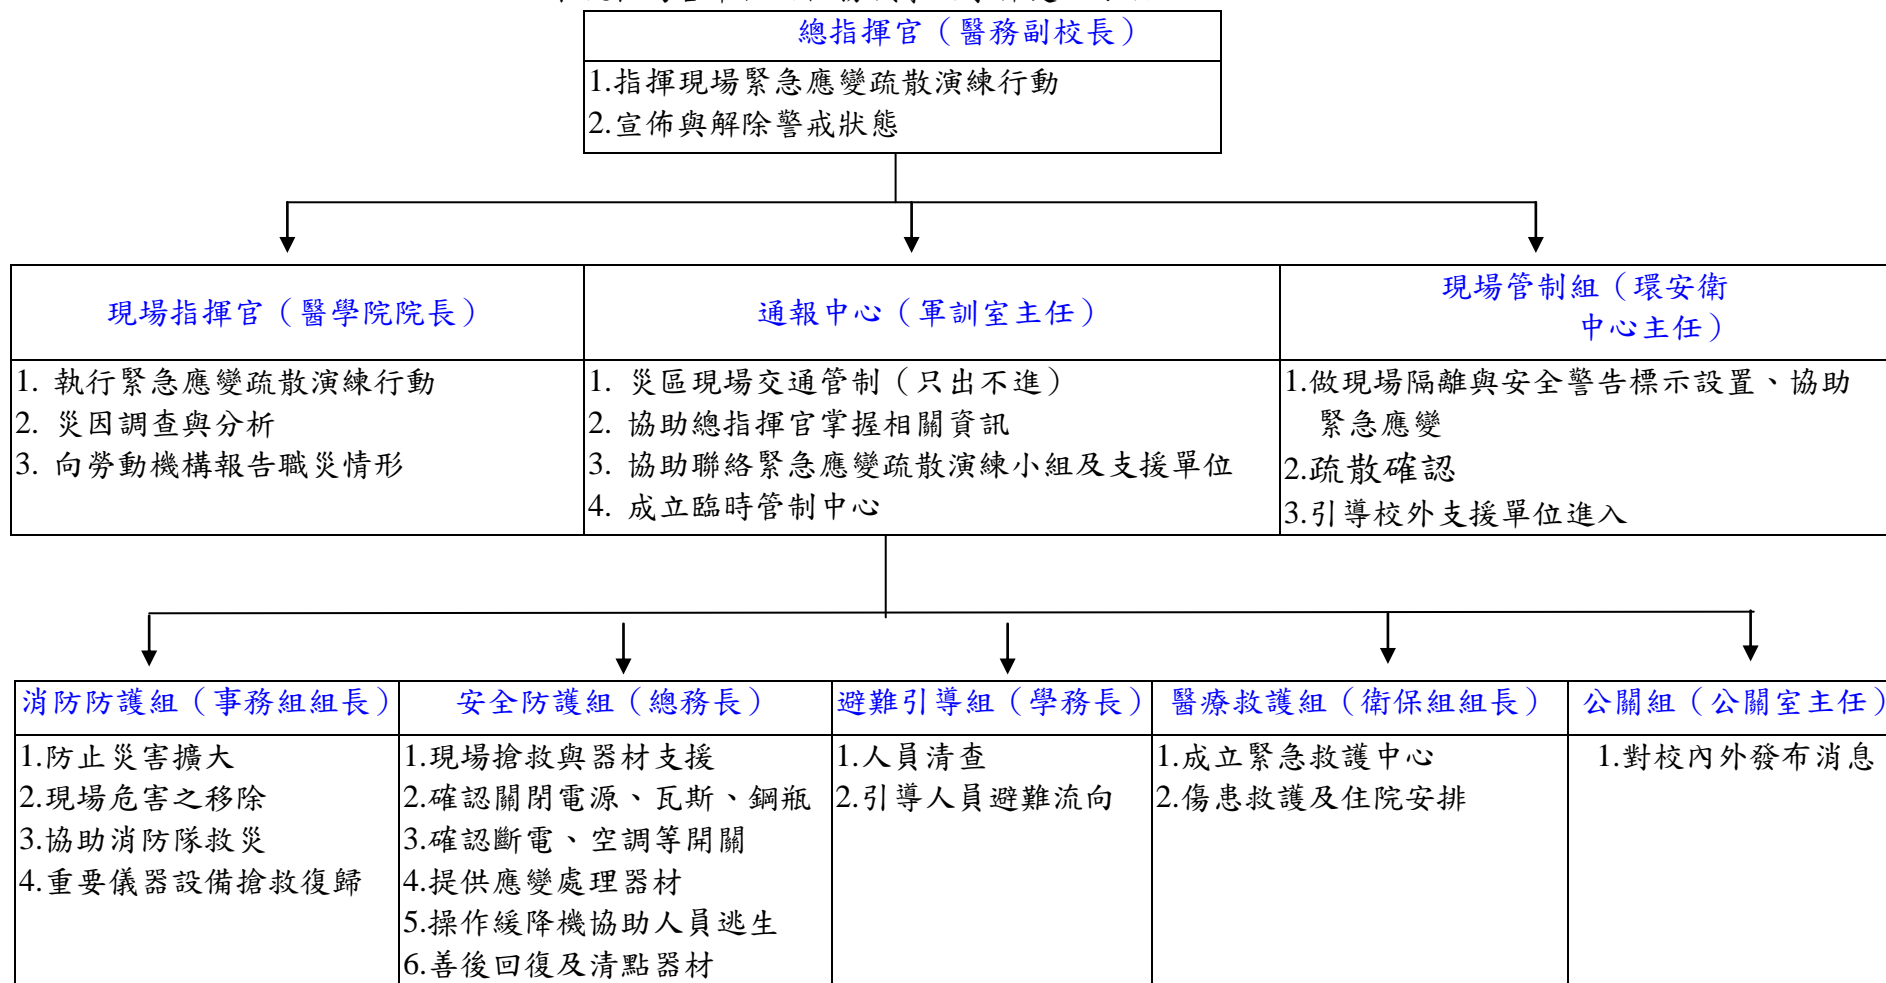 總指揮官（醫務副校長）
1.指揮現場緊急應變疏散演練行動
2.宣佈與解除警戒狀態
現場指揮官（醫學院院長）
1. 執行緊急應變疏散演練行動
2. 災因調查與分析
3. 向勞動機構報告職災情形
通報中心（軍訓室主任）
1. 災區現場交通管制（只出不進）
2. 協助總指揮官掌握相關資訊
3. 協助聯絡緊急應變疏散演練小組及支援單位
4. 成立臨時管制中心
現場管制組（環安衛
中心主任）
1.做現場隔離與安全警告標示設置、協助
緊急應變
2.疏散確認
3.引導校外支援單位進入
消防防護組（事務組組長）
1.防止災害擴大
2.現場危害之移除
3.協助消防隊救災
4.重要儀器設備搶救復歸
安全防護組（總務長）
1.現場搶救與器材支援
2.確認關閉電源、瓦斯、鋼瓶
3.確認斷電、空調等開關
4.提供應變處理器材
5.操作緩降機協助人員逃生
6.善後回復及清點器材
避難引導組（學務長）
1.人員清查
2.引導人員避難流向
醫療救護組（衛保組組長）
1.成立緊急救護中心
2.傷患救護及住院安排
公關組（公關室主任）
1.對校內外發布消息